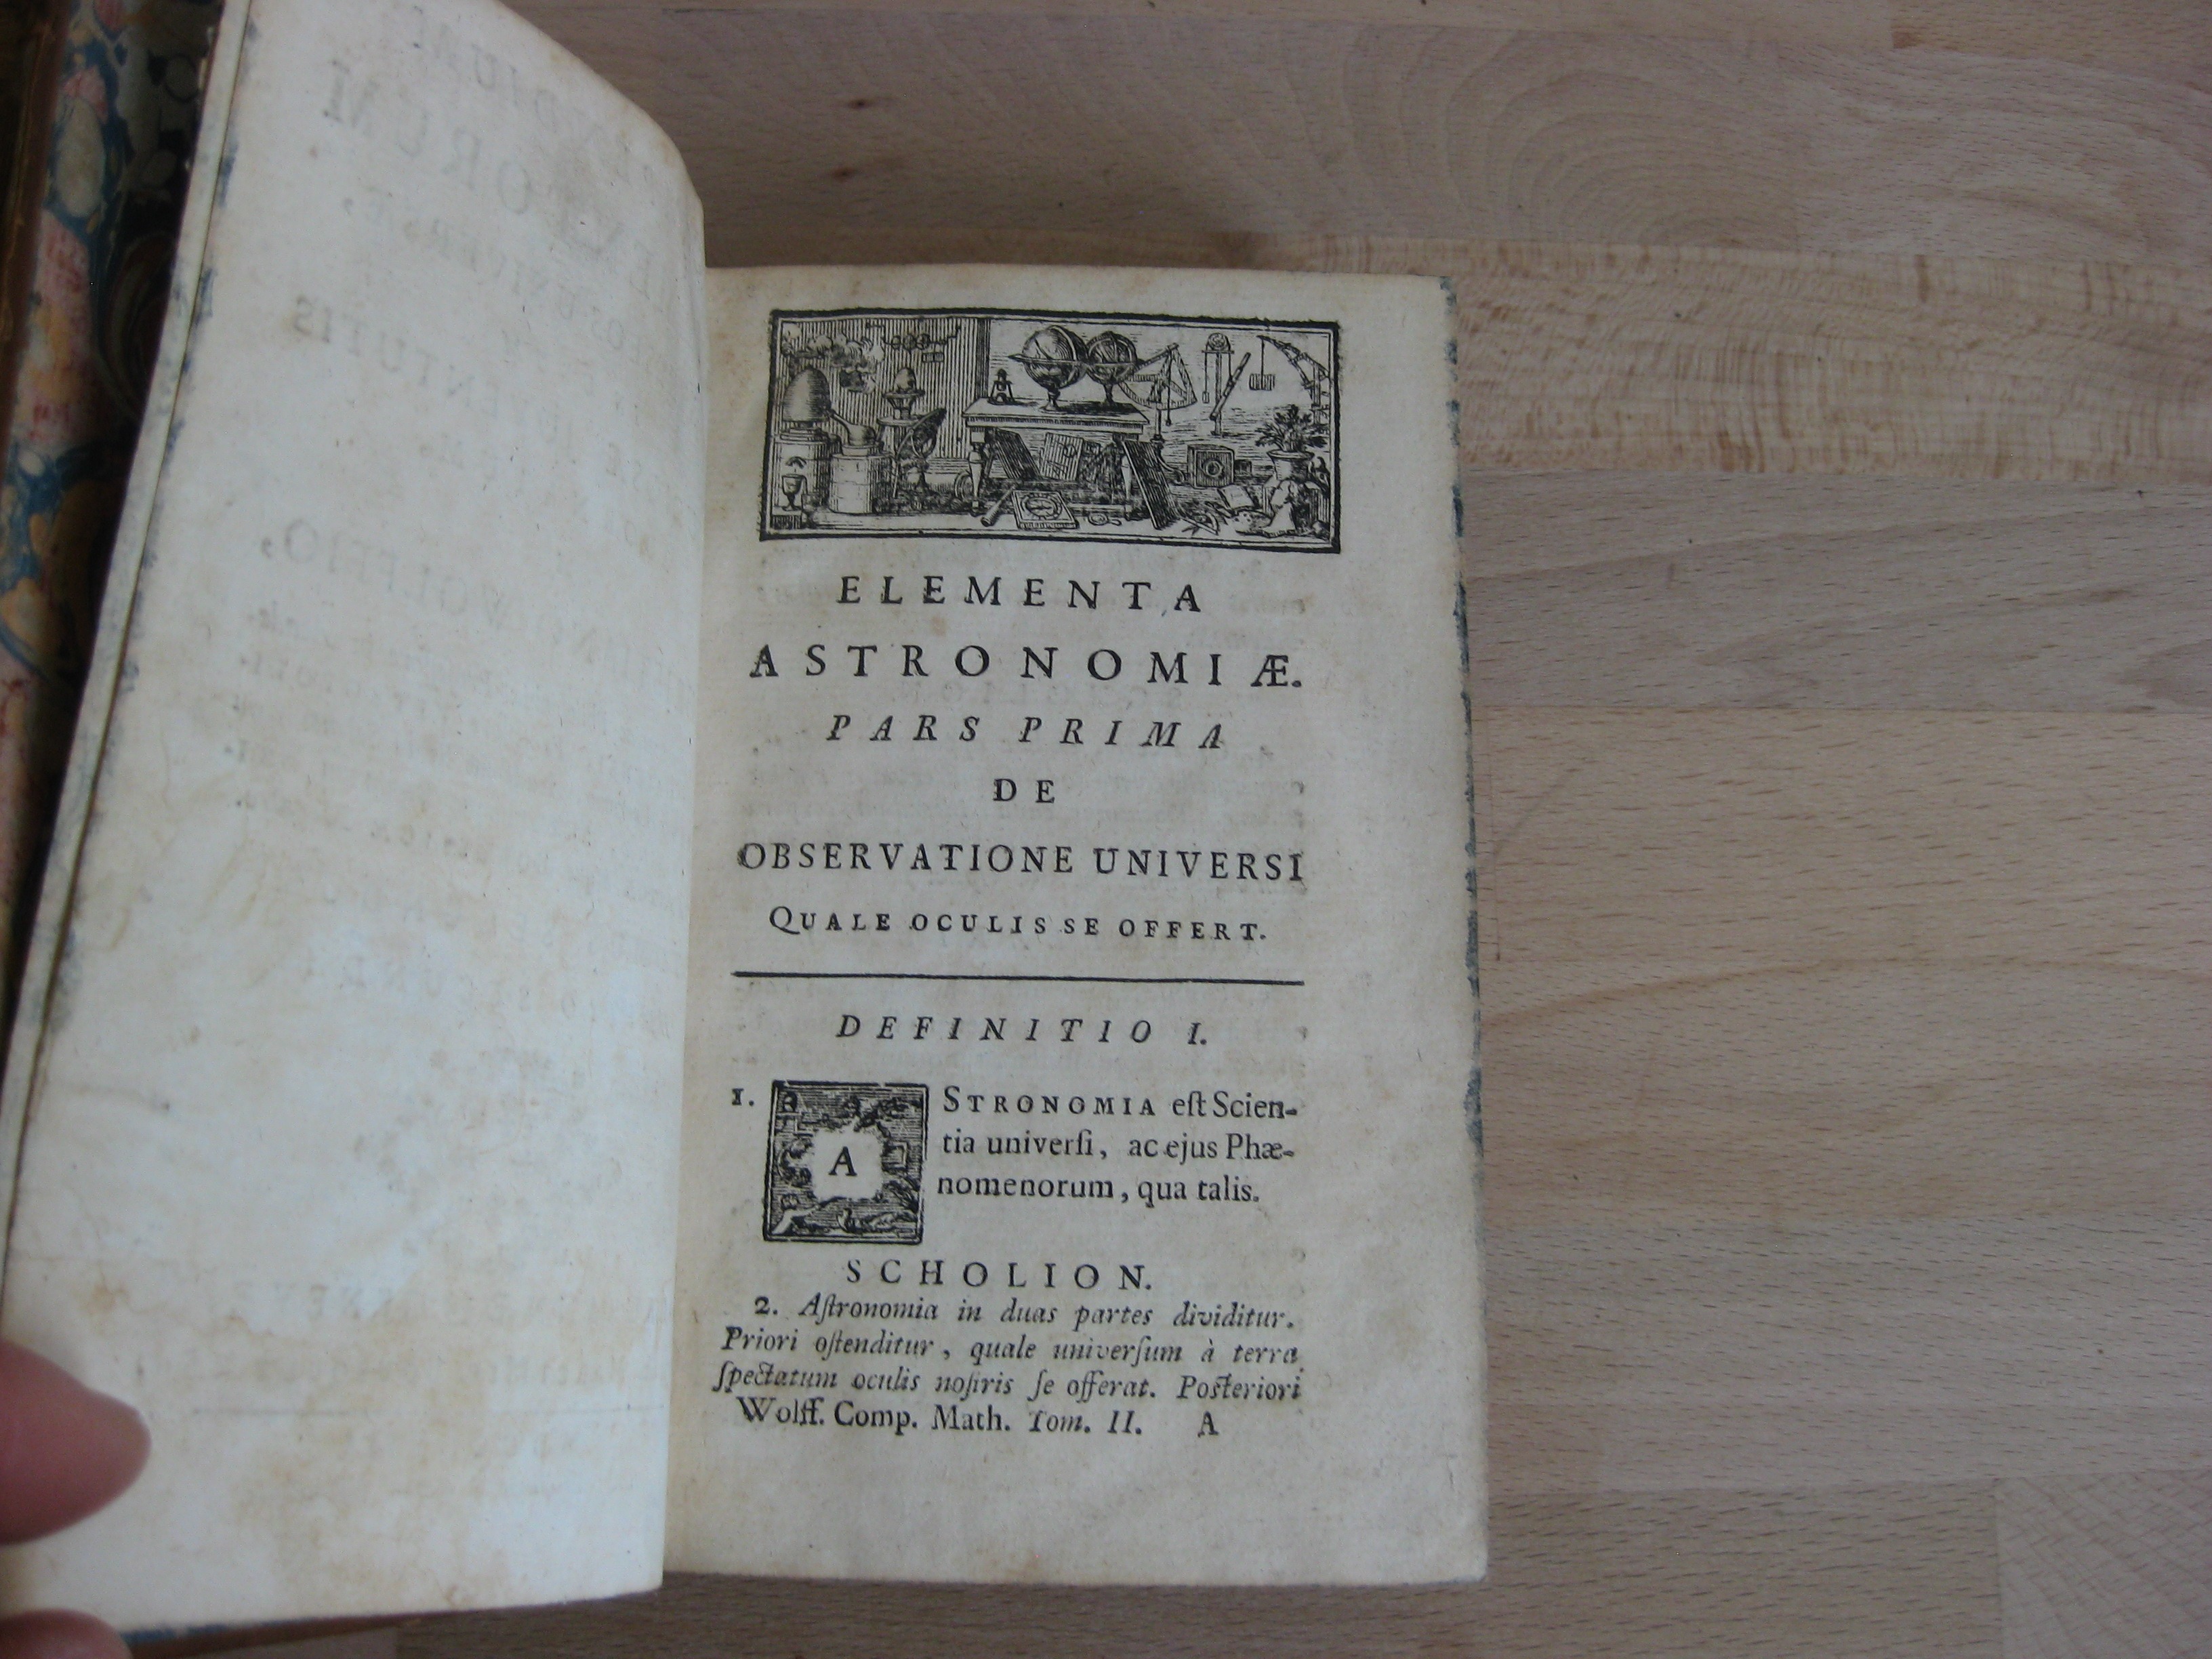 ELEMENTA
ASTRONOMIÆ.
PARS PRIMA
DE
OBSERVATIONE UNIVERSI
QUALE OCULIS SE OFFERT.
DEFINITIO I.
1. ASTRONOMIA eſt Scien-
tia univerſi, ac ejus Phæ-
nomenorum, qua talis.
SCHOLION.
2. Aſtronomia in duas partes dividitur.
Priori oſtenditur, quale univerſum à terra
ſpectatum oculis noſtris ſe offerat. Poſteriori
Wolff. Comp. Math. Tom. II. A